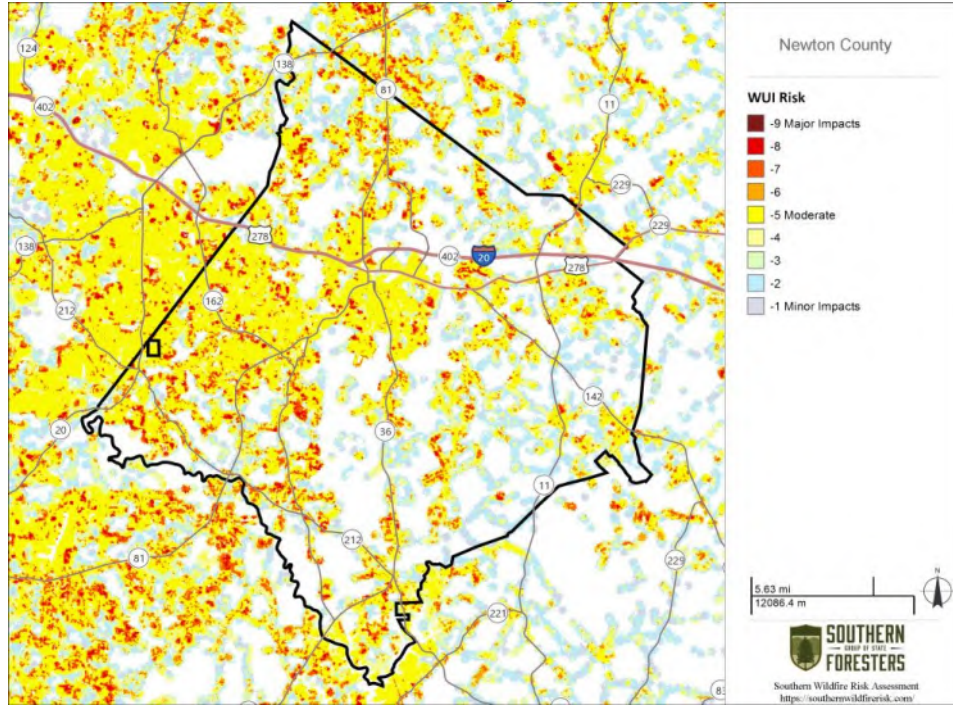 Newton County
WUI Risk
-9 Major Impacts
-8
-7
-6
-5 Moderate
-4
-3
-2
-1 Minor Impacts
5.63 mi
12086.4 m
N
SOUTHERN
GROUP OF STATE
FORESTERS
Southern Wildfire Risk Assessment
https://southernwildfirerisk.com/
124
138
81
11
402
229
229
138
278
402
20
278
212
162
142
20
36
11
212
81
229
221
83